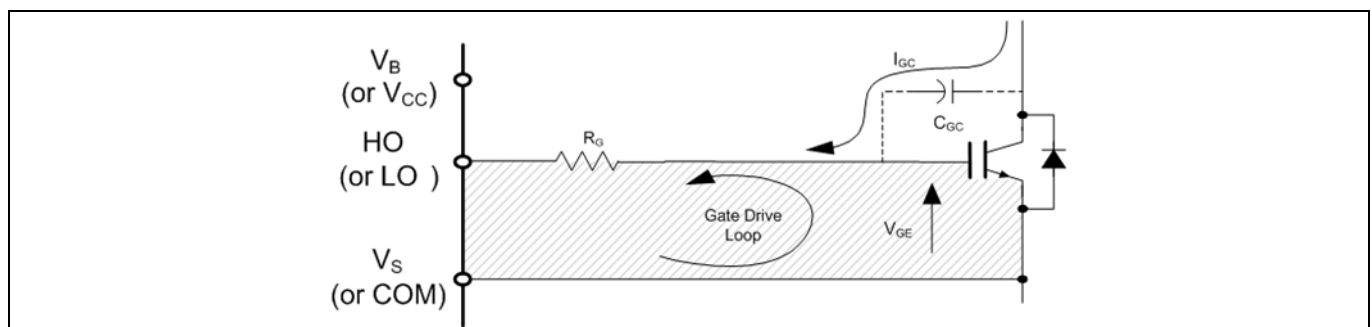 V_B
(or V_CC)
HO
(or LO )
V_S
(or COM)
R_G
I_GC
C_GC
Gate Drive
Loop
V_GE